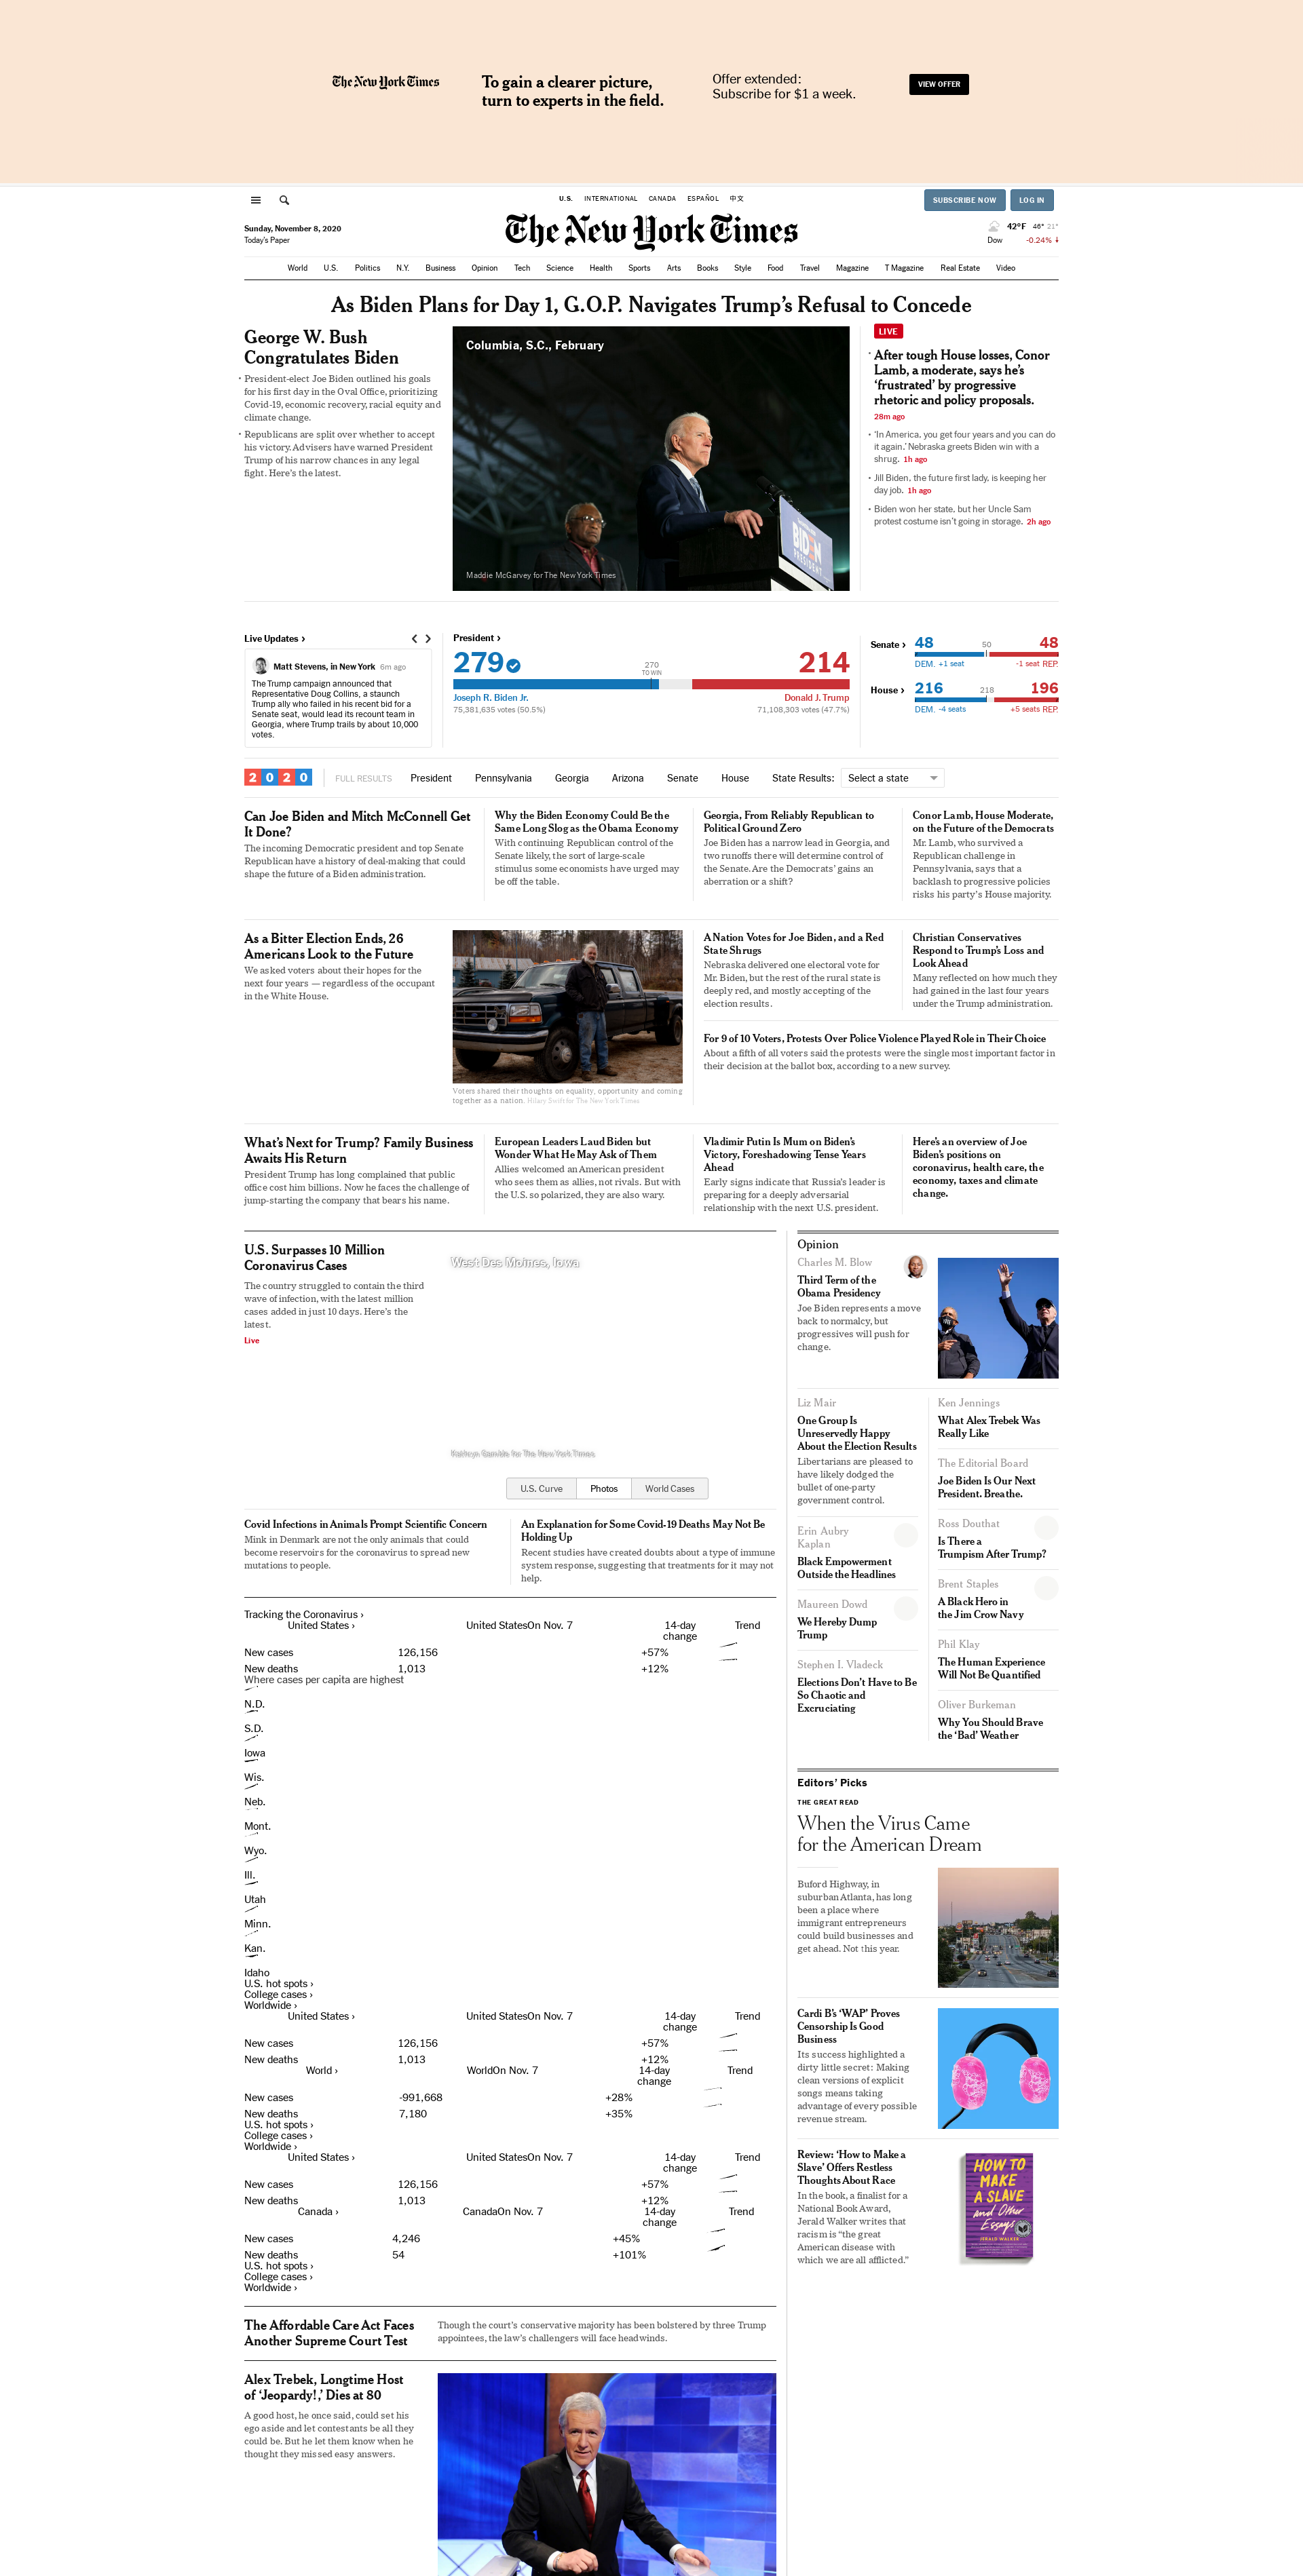 The New York Times
To gain a clearer picture,
turn to experts in the field.
Offer extended:
Subscribe for $1 a week.
VIEW OFFER
U.S. INTERNATIONAL CANADA ESPAÑOL 中文
SUBSCRIBE NOW LOG IN
Sunday, November 8, 2020
Today's Paper
The New York Times
42°F 46° 21°
Dow -0.24% ↓
World U.S. Politics N.Y. Business Opinion Tech Science Health Sports Arts Books Style Food Travel Magazine T Magazine Real Estate Video
As Biden Plans for Day 1, G.O.P. Navigates Trump's Refusal to Concede
George W. Bush
Congratulates Biden
• President-elect Joe Biden outlined his goals
for his first day in the Oval Office, prioritizing
Covid-19, economic recovery, racial equity and
climate change.
• Republicans are split over whether to accept
his victory. Advisers have warned President
Trump of his narrow chances in any legal
fight. Here's the latest.
Columbia, S.C., February
BIDEN
PRESIDENT
Maddie McGarvey for The New York Times
LIVE
• After tough House losses, Conor
Lamb, a moderate, says he's
‘frustrated’ by progressive
rhetoric and policy proposals.
28m ago
• ‘In America, you get four years and you can do
it again.’ Nebraska greets Biden win with a
shrug. 1h ago
• Jill Biden, the future first lady, is keeping her
day job. 1h ago
• Biden won her state, but her Uncle Sam
protest costume isn't going in storage. 2h ago
Live Updates ›
Matt Stevens, in New York 6m ago
The Trump campaign announced that
Representative Doug Collins, a staunch
Trump ally who failed in his recent bid for a
Senate seat, would lead its recount team in
Georgia, where Trump trails by about 10,000
votes.
President ›
279 214
270
TO WIN
Joseph R. Biden Jr. Donald J. Trump
75,381,635 votes (50.5%) 71,108,303 votes (47.7%)
Senate › 48 50 48
DEM. +1 seat -1 seat REP.
House › 216 218 196
DEM. -4 seats +5 seats REP.
2020 FULL RESULTS President Pennsylvania Georgia Arizona Senate House State Results: Select a state
Can Joe Biden and Mitch McConnell Get
It Done?
The incoming Democratic president and top Senate
Republican have a history of deal-making that could
shape the future of a Biden administration.
Why the Biden Economy Could Be the
Same Long Slog as the Obama Economy
With continuing Republican control of the
Senate likely, the sort of large-scale
stimulus some economists have urged may
be off the table.
Georgia, From Reliably Republican to
Political Ground Zero
Joe Biden has a narrow lead in Georgia, and
two runoffs there will determine control of
the Senate. Are the Democrats' gains an
aberration or a shift?
Conor Lamb, House Moderate,
on the Future of the Democrats
Mr. Lamb, who survived a
Republican challenge in
Pennsylvania, says that a
backlash to progressive policies
risks his party's House majority.
As a Bitter Election Ends, 26
Americans Look to the Future
We asked voters about their hopes for the
next four years — regardless of the outcome
in the White House.
Voters shared their thoughts on equality, opportunity and coming
together as a nation. Hilary Swift for The New York Times
A Nation Votes for Joe Biden, and a Red
State Shrugs
Nebraska delivered one electoral vote for
Mr. Biden, but the rest of the rural state is
deeply red, and mostly accepting of the
election results.
Christian Conservatives
Respond to Trump's Loss and
Look Ahead
Many reflected on how much they
had gained in the last four years
under the Trump administration.
For 9 of 10 Voters, Protests Over Police Violence Played Role in Their Choice
About a fifth of all voters said the protests were the single most important factor in
their decision at the ballot box, according to a new survey.
What's Next for Trump? Family Business
Awaits His Return
President Trump has long complained that public
office cost him billions. Now he faces the challenge of
jump-starting the company that bears his name.
European Leaders Laud Biden but
Wonder What He May Ask of Them
Allies welcomed an American president
who sees them as allies, not rivals. But with
the U.S. so polarized, they are also wary.
Vladimir Putin Is Mum on Biden's
Victory, Foreshadowing Tense Years
Ahead
Early signs indicate that Russia's leader is
preparing for a deeply adversarial
relationship with the next U.S. president.
Here's an overview of Joe
Biden's positions on
coronavirus, health care, the
economy, taxes and climate
change.
U.S. Surpasses 10 Million
Coronavirus Cases
The country struggled to contain the third
wave of infection, with the latest million
cases added in just 10 days. Here's the
latest.
Live
West Des Moines, Iowa
Kathryn Gamble for The New York Times
U.S. Curve Photos World Cases
Covid Infections in Animals Prompt Scientific Concern
Mink in Denmark are not the only animals that could
become reservoirs for the coronavirus to spread new
mutations to people.
An Explanation for Some Covid-19 Deaths May Not Be
Holding Up
Recent studies have created doubts about a type of immune
system response, suggesting that treatments for it may not
help.
Tracking the Coronavirus ›
United States › United StatesOn Nov. 7 14-day
change Trend
New cases 126,156 +57%
New deaths 1,013 +12%
Where cases per capita are highest
N.D.
S.D.
Iowa
Wis.
Neb.
Mont.
Wyo.
Ill.
Utah
Minn.
Kan.
Idaho
U.S. hot spots ›
College cases ›
Worldwide ›
United States › United StatesOn Nov. 7 14-day
change Trend
New cases 126,156 +57%
New deaths 1,013 +12%
World › WorldOn Nov. 7 14-day
change Trend
New cases -991,668 +28%
New deaths 7,180 +35%
U.S. hot spots ›
College cases ›
Worldwide ›
United States › United StatesOn Nov. 7 14-day
change Trend
New cases 126,156 +57%
New deaths 1,013 +12%
Canada › CanadaOn Nov. 7 14-day
change Trend
New cases 4,246 +45%
New deaths 54 +101%
U.S. hot spots ›
College cases ›
Worldwide ›
The Affordable Care Act Faces
Another Supreme Court Test
Though the court's conservative majority has been bolstered by three Trump
appointees, the law's challengers will face headwinds.
Alex Trebek, Longtime Host
of ‘Jeopardy!,’ Dies at 80
A good host, he once said, could set his
ego aside and let contestants be all they
could be. But he let them know when he
thought they missed easy answers.
Opinion
Charles M. Blow
Third Term of the
Obama Presidency
Joe Biden represents a move
back to normalcy, but
progressives will push for
change.
Liz Mair
One Group Is
Unreservedly Happy
About the Election Results
Libertarians are pleased to
have likely dodged the
bullet of one-party
government control.
Erin Aubry
Kaplan
Black Empowerment
Outside the Headlines
Maureen Dowd
We Hereby Dump
Trump
Stephen I. Vladeck
Elections Don't Have to Be
So Chaotic and
Excruciating
Ken Jennings
What Alex Trebek Was
Really Like
The Editorial Board
Joe Biden Is Our Next
President. Breathe.
Ross Douthat
Is There a
Trumpism After Trump?
Brent Staples
A Black Hero in
the Jim Crow Navy
Phil Klay
The Human Experience
Will Not Be Quantified
Oliver Burkeman
Why You Should Brave
the ‘Bad’ Weather
Editors' Picks
THE GREAT READ
When the Virus Came
for the American Dream
Buford Highway, in
suburban Atlanta, has long
been a place where
immigrant entrepreneurs
could build businesses and
get ahead. Not this year.
Cardi B's ‘WAP’ Proves
Censorship Is Good
Business
Its success highlighted a
dirty little secret: Making
clean versions of explicit
songs means taking
advantage of every possible
revenue stream.
Review: ‘How to Make a
Slave’ Offers Restless
Thoughts About Race
In the book, a finalist for a
National Book Award,
Jerald Walker writes that
racism is “the great
American disease with
which we are all afflicted.”
HOW TO
MAKE
A SLAVE
and Other
Essays
JERALD WALKER